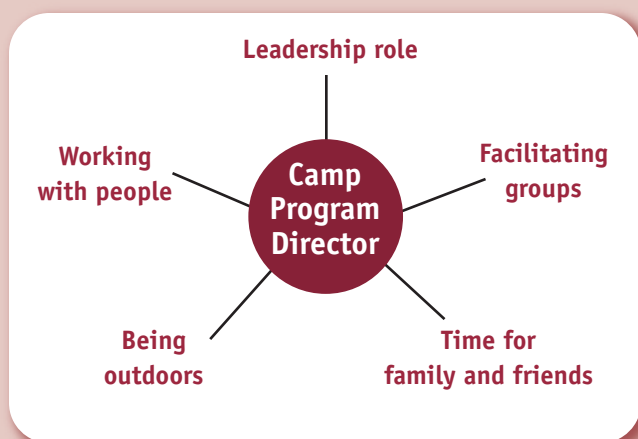 Leadership role
Working
with people
Facilitating
groups
Camp
Program
Director
Being
outdoors
Time for
family and friends